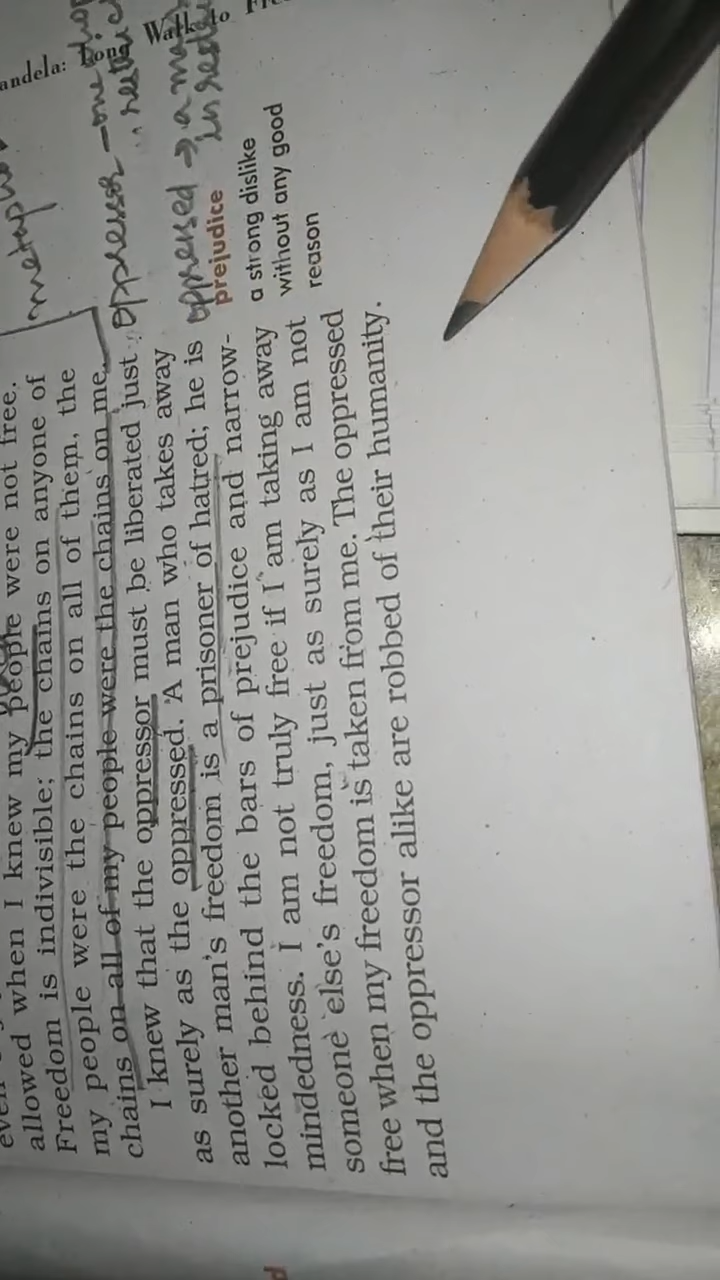 andela: Long Walk to
metaphor
oppressor - one who
oppressed → a man
allowed when I knew my people were not free.
Freedom is indivisible; the chains on anyone of
my people were the chains on all of them, the
chains on all of my people were the chains on me.
I knew that the oppressor must be liberated just
as surely as the oppressed. A man who takes away
another man's freedom is a prisoner of hatred; he is
locked behind the bars of prejudice and narrow-
mindedness. I am not truly free if I am taking away
someone else's freedom, just as surely as I am not
free when my freedom is taken from me. The oppressed
and the oppressor alike are robbed of their humanity.
prejudice
a strong dislike
without any good
reason